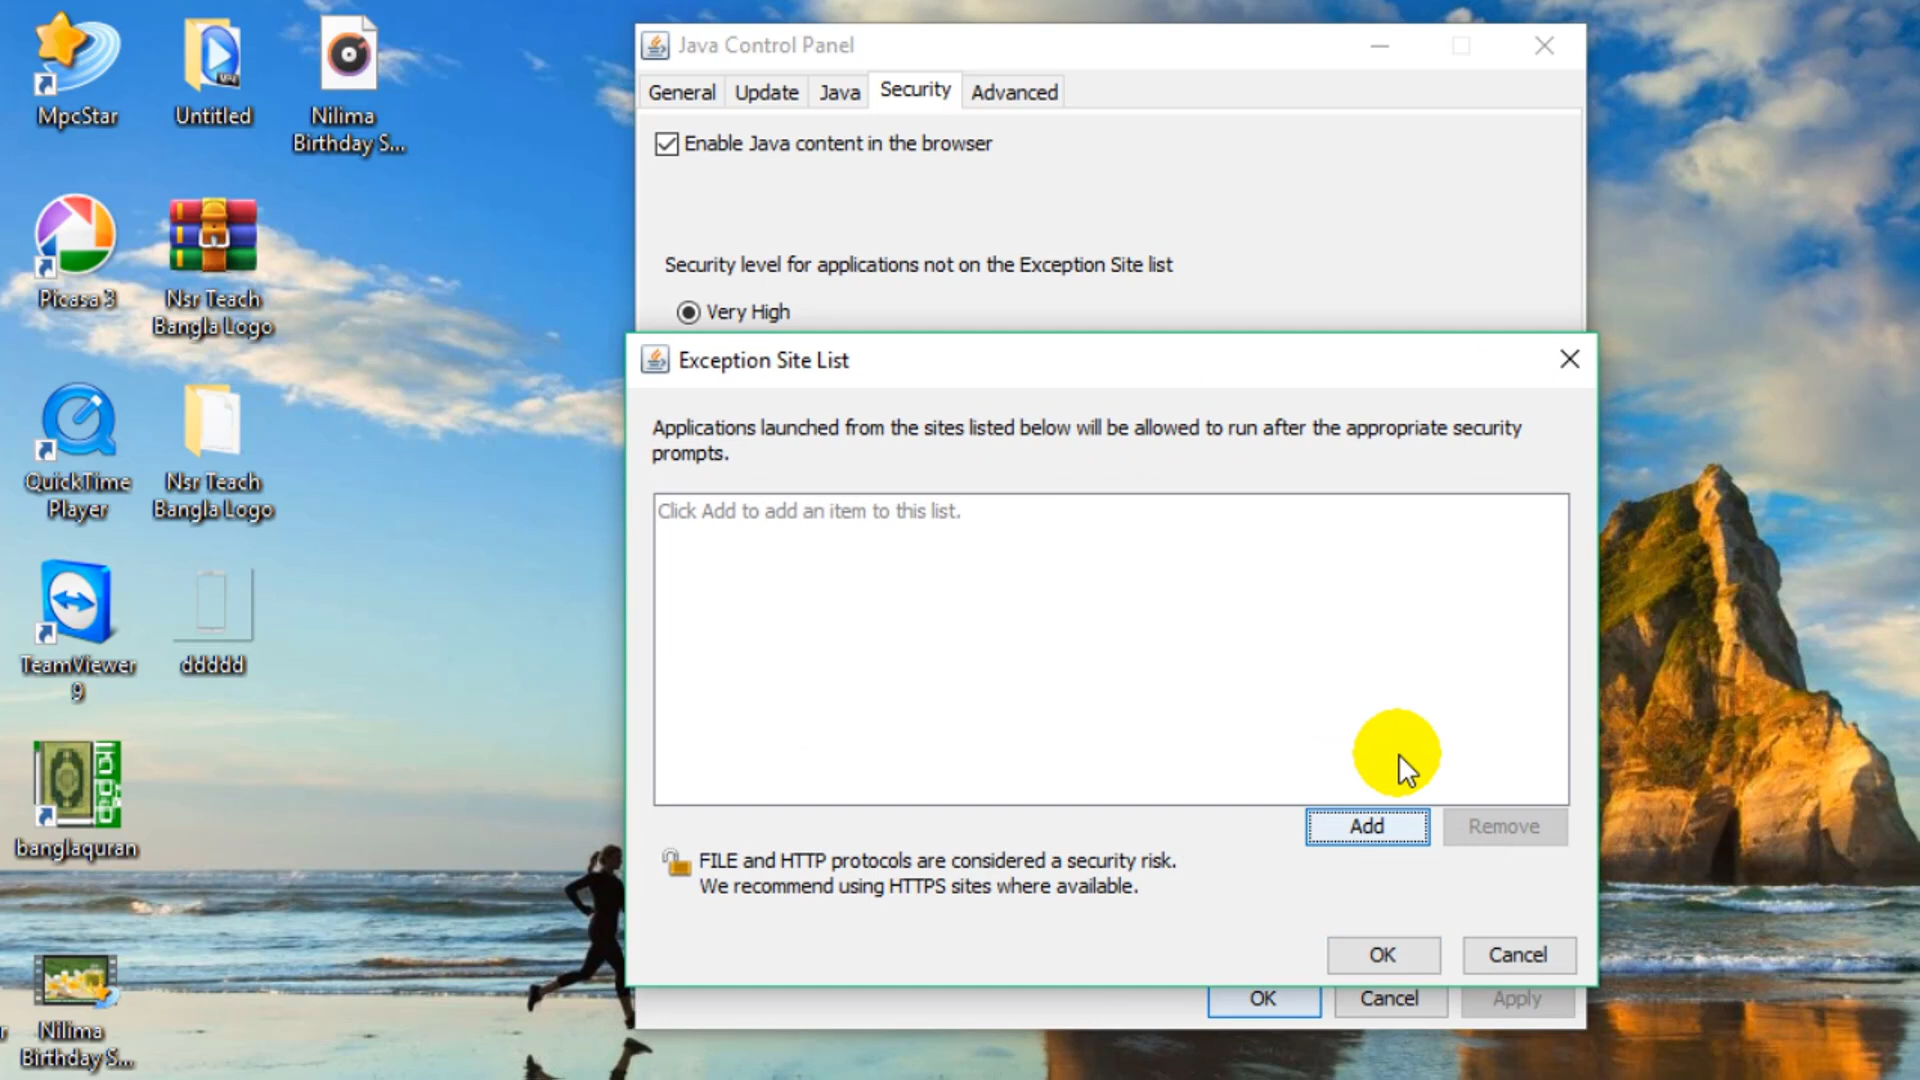 MpcStar
Untitled
Nilima
Birthday S...
Picasa 3
Nsr Teach
Bangla Logo
QuickTime
Player
Nsr Teach
Bangla Logo
TeamViewer
9
ddddd
banglaquran
Nilima
Birthday S...
Java Control Panel
General
Update
Java
Security
Advanced
Enable Java content in the browser
Security level for applications not on the Exception Site list
Very High
Exception Site List
Applications launched from the sites listed below will be allowed to run after the appropriate security
prompts.
Click Add to add an item to this list.
Add
Remove
FILE and HTTP protocols are considered a security risk.
We recommend using HTTPS sites where available.
OK
Cancel
OK
Cancel
Apply